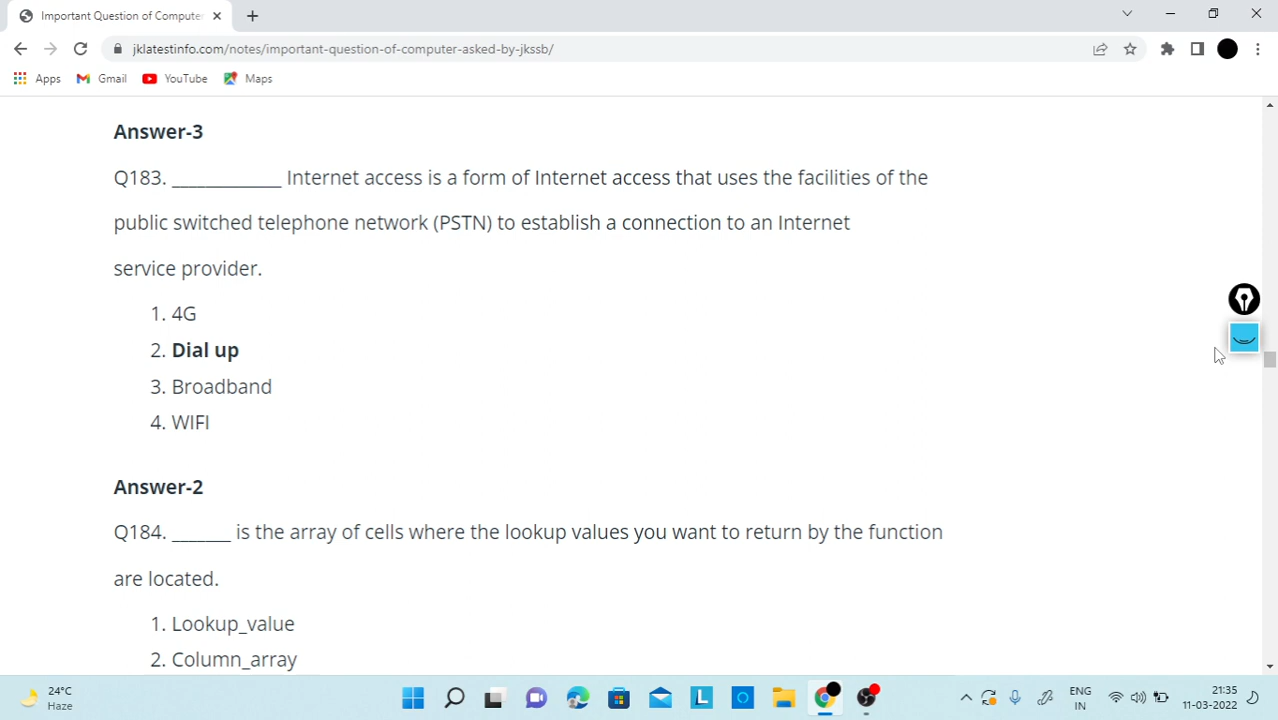 Important Question of Compute
jklatestinfo.com/notes/important-question-of-computer-asked-by-jkssb/
Apps Gmail YouTube Maps
Answer-3
Q183. _____________ Internet access is a form of Internet access that uses the facilities of the
public switched telephone network (PSTN) to establish a connection to an Internet
service provider.
1. 4G
2. Dial up
3. Broadband
4. WIFI
Answer-2
Q184. _______ is the array of cells where the lookup values you want to return by the function
are located.
1. Lookup_value
2. Column_array
24°C
Haze
L
ENG
IN
21:35
11-03-2022